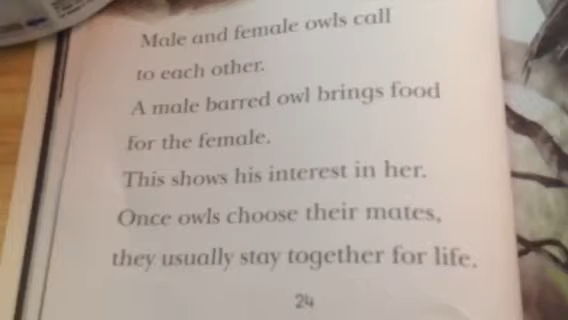 Male and female owls call
to each other.
A male barred owl brings food
for the female.
This shows his interest in her.
Once owls choose their mates,
they usually stay together for life.
24